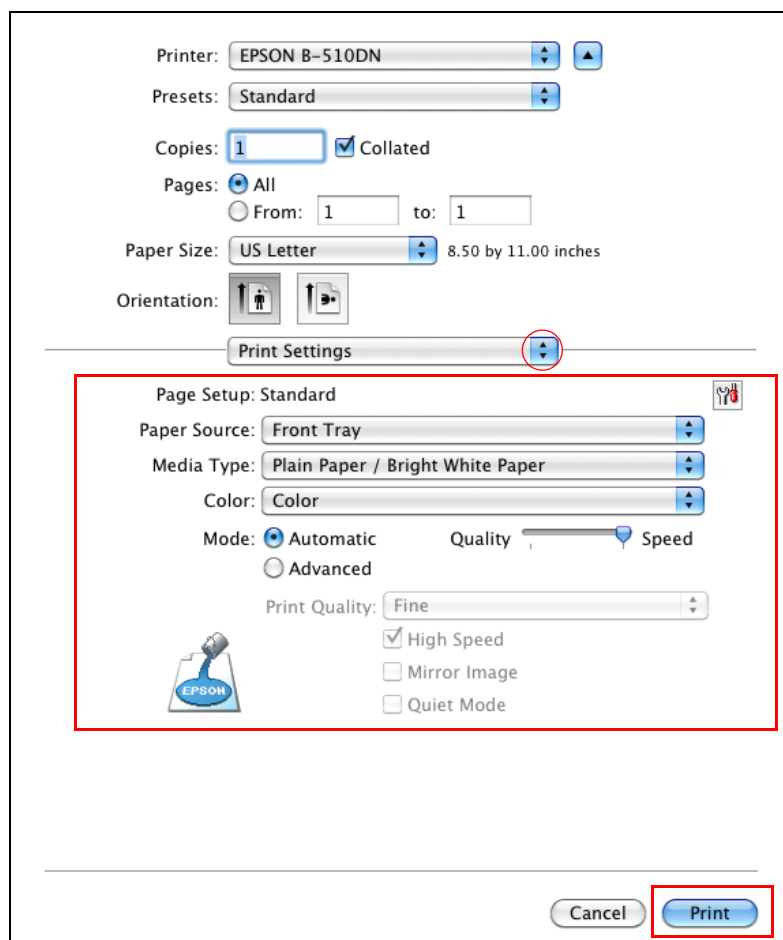 Printer: EPSON B-510DN
Presets: Standard
Copies: 1 Collated
Pages: All
From: 1 to: 1
Paper Size: US Letter 8.50 by 11.00 inches
Orientation:
Print Settings
Page Setup: Standard
Paper Source: Front Tray
Media Type: Plain Paper / Bright White Paper
Color: Color
Mode: Automatic Quality Speed
Advanced
Print Quality: Fine
High Speed
Mirror Image
EPSON
Quiet Mode
Cancel Print